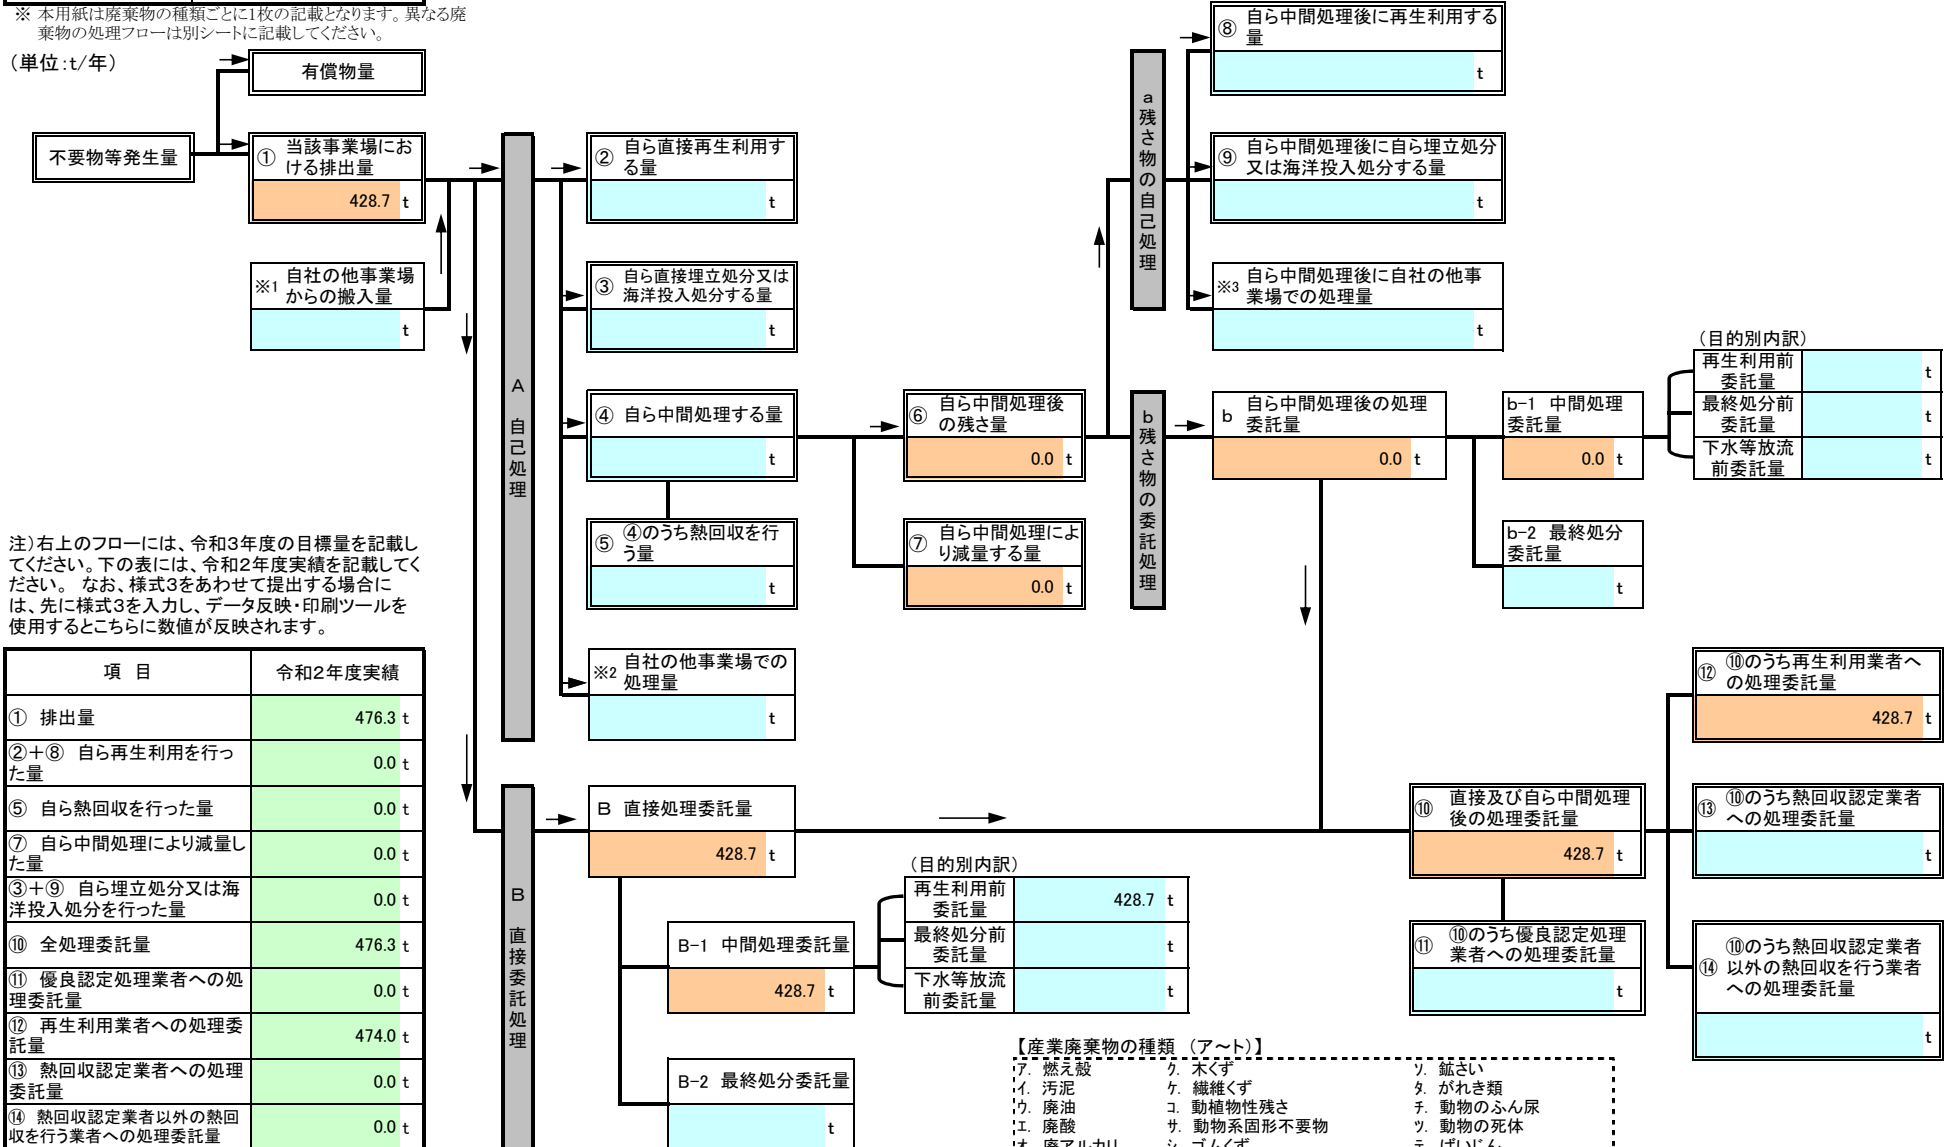 ※ 本用紙は廃棄物の種類ごとに1枚の記載となります。異なる廃
棄物の処理フローは別シートに記載してください。
(単位:t/年)
有償物量
不要物等発生量
① 当該事業場にお
ける排出量
428.7 t
※1 自社の他事業場
からの搬入量
t
A 自己処理
② 自ら直接再生利用す
る量
t
③ 自ら直接埋立処分又は
海洋投入処分する量
t
④ 自ら中間処理する量
t
⑤ ④のうち熱回収を行
う量
t
※2 自社の他事業場での
処理量
t
⑥ 自ら中間処理後
の残さ量
0.0 t
⑦ 自ら中間処理によ
り減量する量
0.0 t
a残さ物の自己処理
⑧ 自ら中間処理後に再生利用する
量
t
⑨ 自ら中間処理後に自ら埋立処分
又は海洋投入処分する量
t
※3 自ら中間処理後に自社の他事
業場での処理量
t
b残さ物の委託処理
b 自ら中間処理後の処理
委託量
0.0 t
b-1 中間処理
委託量
0.0 t
(目的別内訳)
再生利用前
委託量
t
最終処分前
委託量
t
下水等放流
前委託量
t
b-2 最終処分
委託量
t
注)右上のフローには、令和3年度の目標量を記載し
てください。下の表には、令和2年度実績を記載してく
ださい。 なお、様式3をあわせて提出する場合に
は、先に様式3を入力し、データ反映・印刷ツールを
使用するとこちらに数値が反映されます。
項 目 令和2年度実績
① 排出量 476.3 t
②+⑧ 自ら再生利用を行っ
た量
0.0 t
⑤ 自ら熱回収を行った量 0.0 t
⑦ 自ら中間処理により減量し
た量
0.0 t
③+⑨ 自ら埋立処分又は海
洋投入処分を行った量
0.0 t
⑩ 全処理委託量 476.3 t
⑪ 優良認定処理業者への処
理委託量
0.0 t
⑫ 再生利用業者への処理委
託量
474.0 t
⑬ 熱回収認定業者への処理
委託量
0.0 t
⑭ 熱回収認定業者以外の熱回
収を行う業者への処理委託量
0.0 t
B 直接委託処理
B 直接処理委託量
428.7 t
B-1 中間処理委託量
428.7 t
B-2 最終処分委託量
t
(目的別内訳)
再生利用前
委託量
428.7 t
最終処分前
委託量
t
下水等放流
前委託量
t
⑩ 直接及び自ら中間処理
後の処理委託量
428.7 t
⑪ ⑩のうち優良認定処理
業者への処理委託量
t
⑫ ⑩のうち再生利用業者へ
の処理委託量
428.7 t
⑬ ⑩のうち熱回収認定業者
への処理委託量
t
⑭ ⑩のうち熱回収認定業者
以外の熱回収を行う業者
への処理委託量
t
【産業廃棄物の種類 (ア~ト)】
ア. 燃え殻 ク. 木くず ソ. 鉱さい
イ. 汚泥 ケ. 繊維くず タ. がれき類
ウ. 廃油 コ. 動植物性残さ チ. 動物のふん尿
エ. 廃酸 サ. 動物系固形不要物 ツ. 動物の死体
オ. 廃アルカリ シ. ゴムくず テ. ばいじん